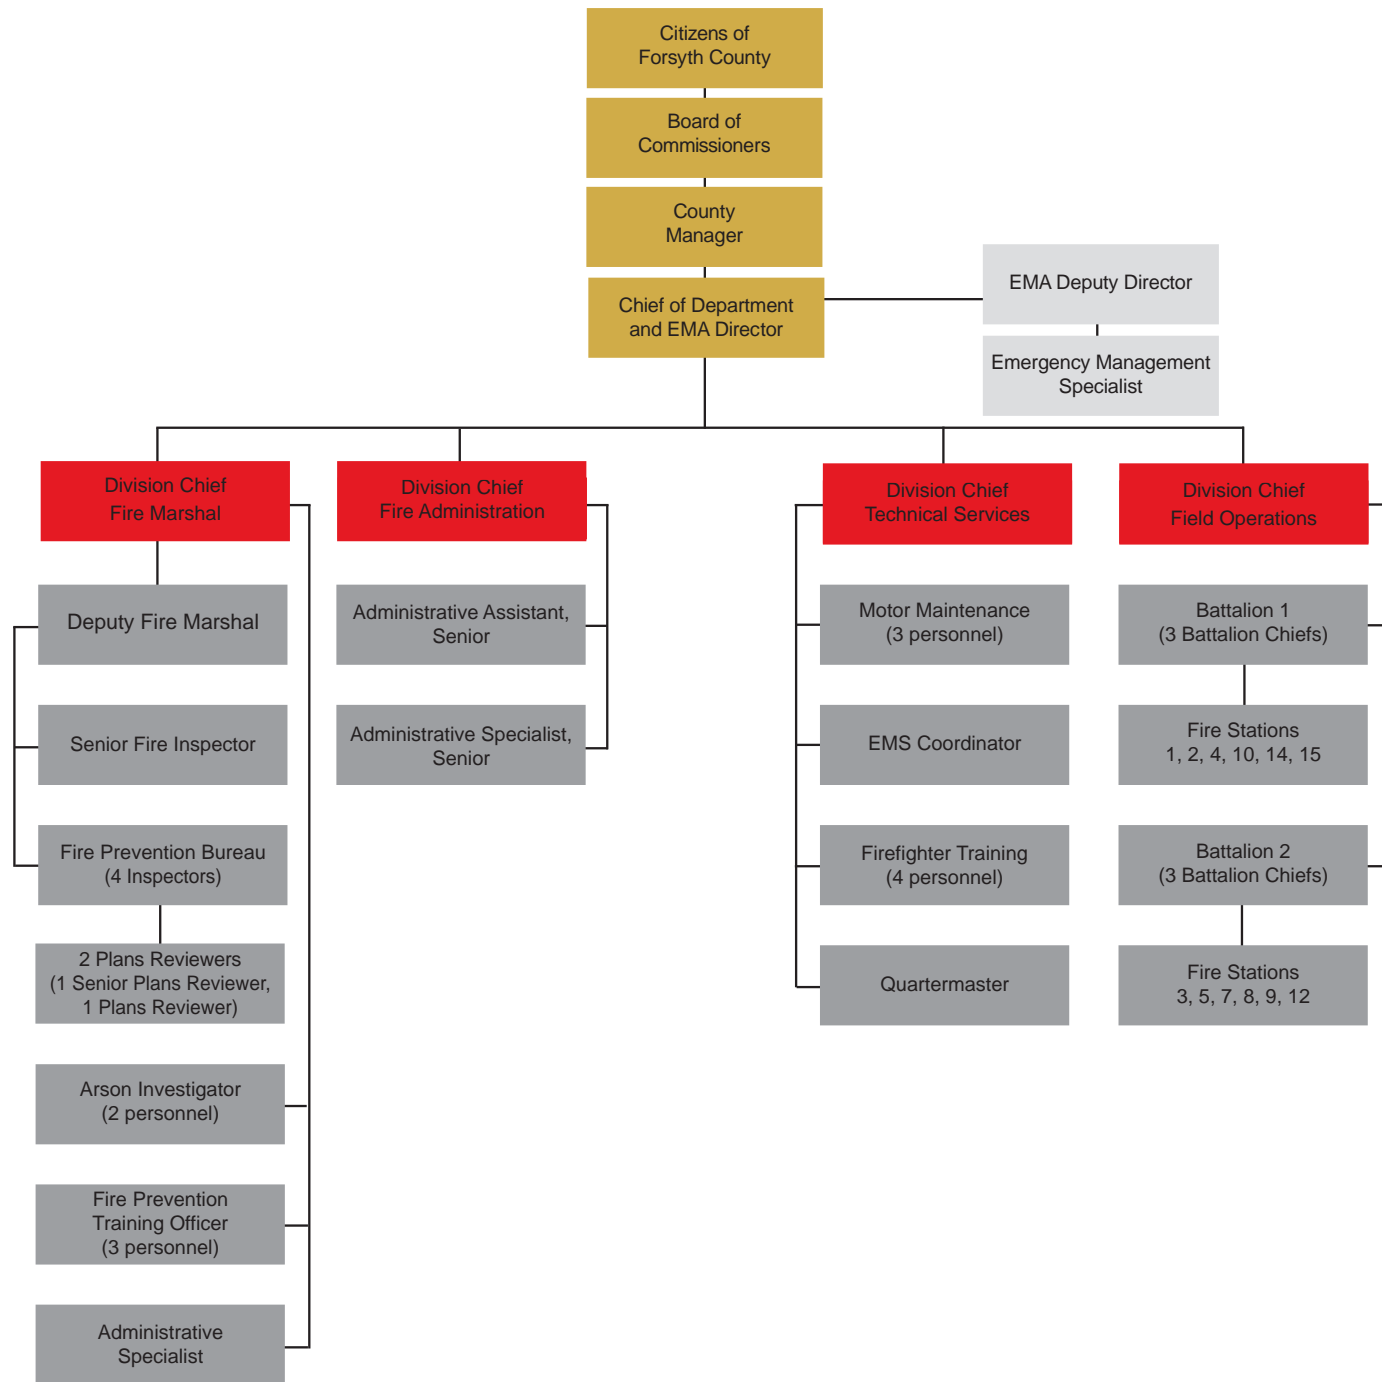 Citizens of
Forsyth County
Board of
Commissioners
County
Manager
Chief of Department
and EMA Director
EMA Deputy Director
Emergency Management
Specialist
Division Chief
Fire Marshal
Deputy Fire Marshal
Senior Fire Inspector
Fire Prevention Bureau
(4 Inspectors)
2 Plans Reviewers
(1 Senior Plans Reviewer,
1 Plans Reviewer)
Arson Investigator
(2 personnel)
Fire Prevention
Training Officer
(3 personnel)
Administrative
Specialist
Division Chief
Fire Administration
Administrative Assistant,
Senior
Administrative Specialist,
Senior
Division Chief
Technical Services
Motor Maintenance
(3 personnel)
EMS Coordinator
Firefighter Training
(4 personnel)
Quartermaster
Division Chief
Field Operations
Battalion 1
(3 Battalion Chiefs)
Fire Stations
1, 2, 4, 10, 14, 15
Battalion 2
(3 Battalion Chiefs)
Fire Stations
3, 5, 7, 8, 9, 12